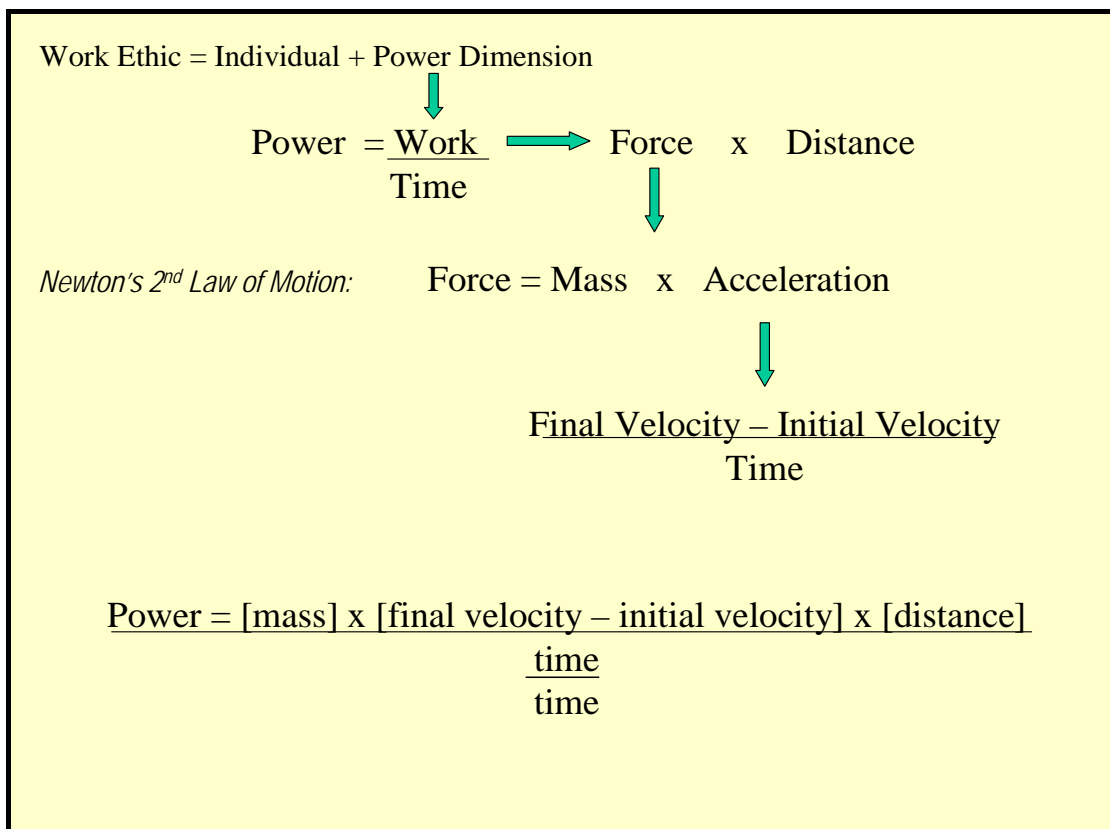 Work Ethic = Individual + Power Dimension
Power = Work Force x Distance
Time
Newton's 2nd Law of Motion: Force = Mass x Acceleration
Final Velocity – Initial Velocity
Time
Power = [mass] x [final velocity – initial velocity] x [distance]
time
time